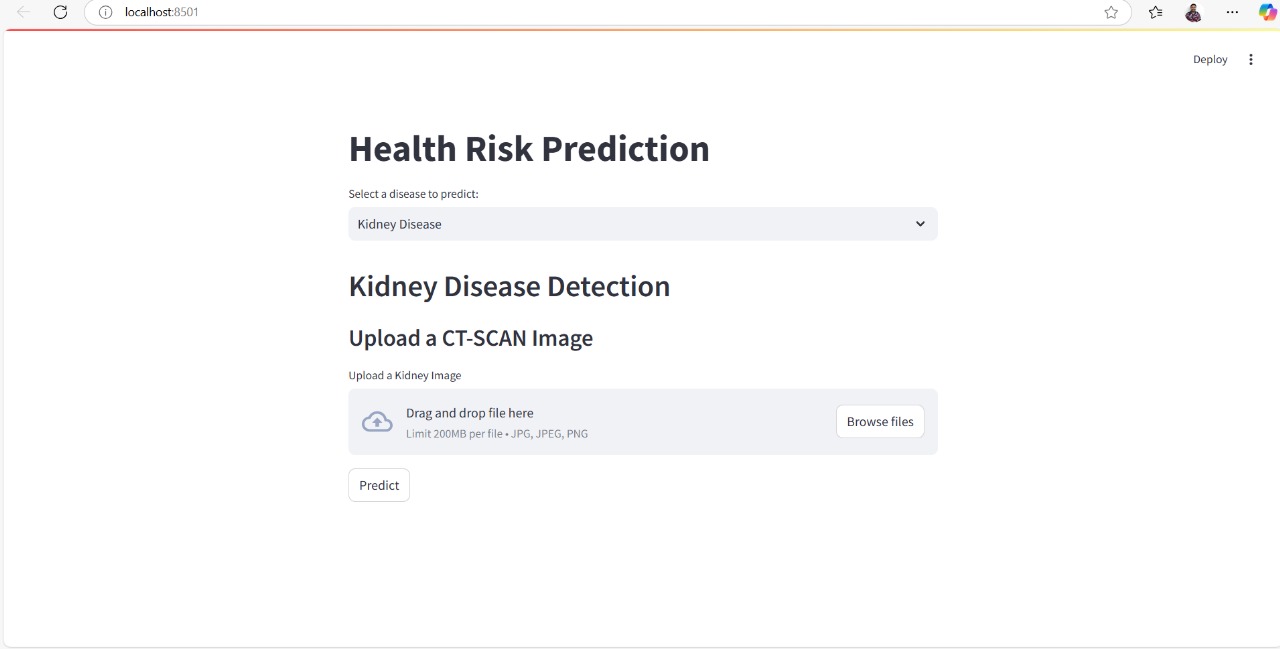 localhost:8501
Deploy
Health Risk Prediction
Select a disease to predict:
Kidney Disease
Kidney Disease Detection
Upload a CT-SCAN Image
Upload a Kidney Image
Drag and drop file here
Limit 200MB per file • JPG, JPEG, PNG
Browse files
Predict